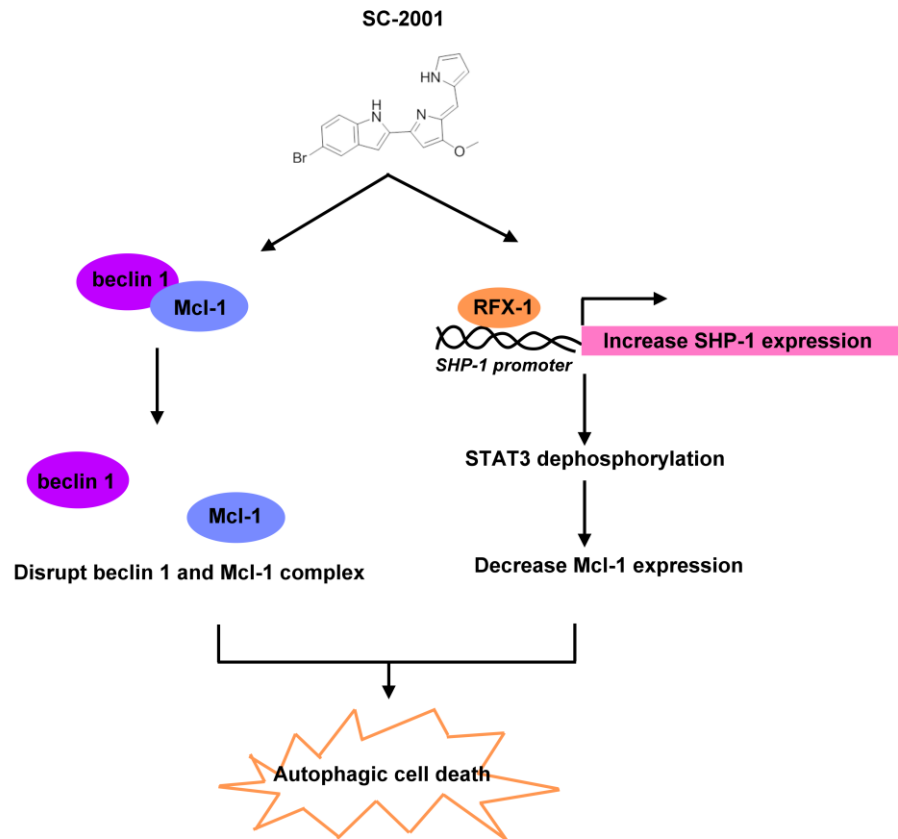 SC-2001
HN
H
N
N
Br
O
beclin 1
Mcl-1
RFX-1
Increase SHP-1 expression
SHP-1 promoter
STAT3 dephosphorylation
beclin 1
Mcl-1
Disrupt beclin 1 and Mcl-1 complex
Decrease Mcl-1 expression
Autophagic cell death